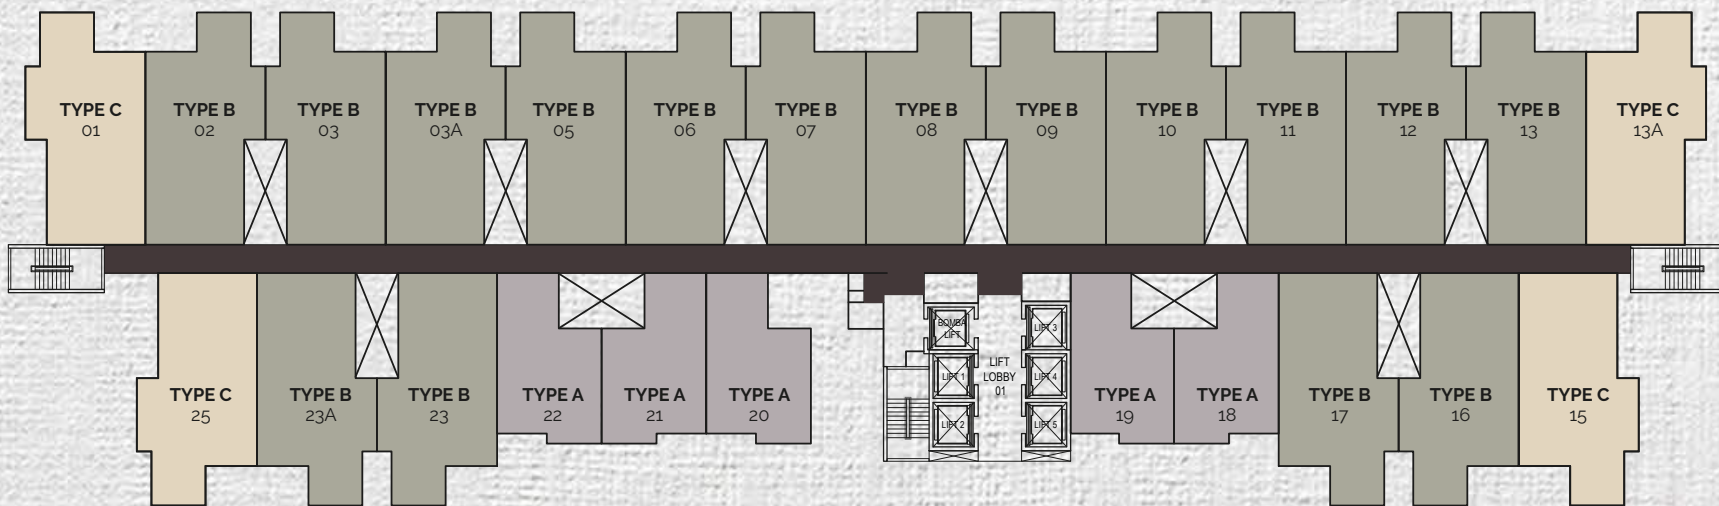 TYPE C
01
TYPE B
02
TYPE B
03
TYPE B
03A
TYPE B
05
TYPE B
06
TYPE B
07
TYPE B
08
TYPE B
09
TYPE B
10
TYPE B
11
TYPE B
12
TYPE B
13
TYPE C
13A
TYPE C
25
TYPE B
23A
TYPE B
23
TYPE A
22
TYPE A
21
TYPE A
20
BOMBA
LIFT
LIFT 1
LIFT 2
LIFT
LOBBY
01
LIFT 3
LIFT 4
LIFT 5
TYPE A
19
TYPE A
18
TYPE B
17
TYPE B
16
TYPE C
15